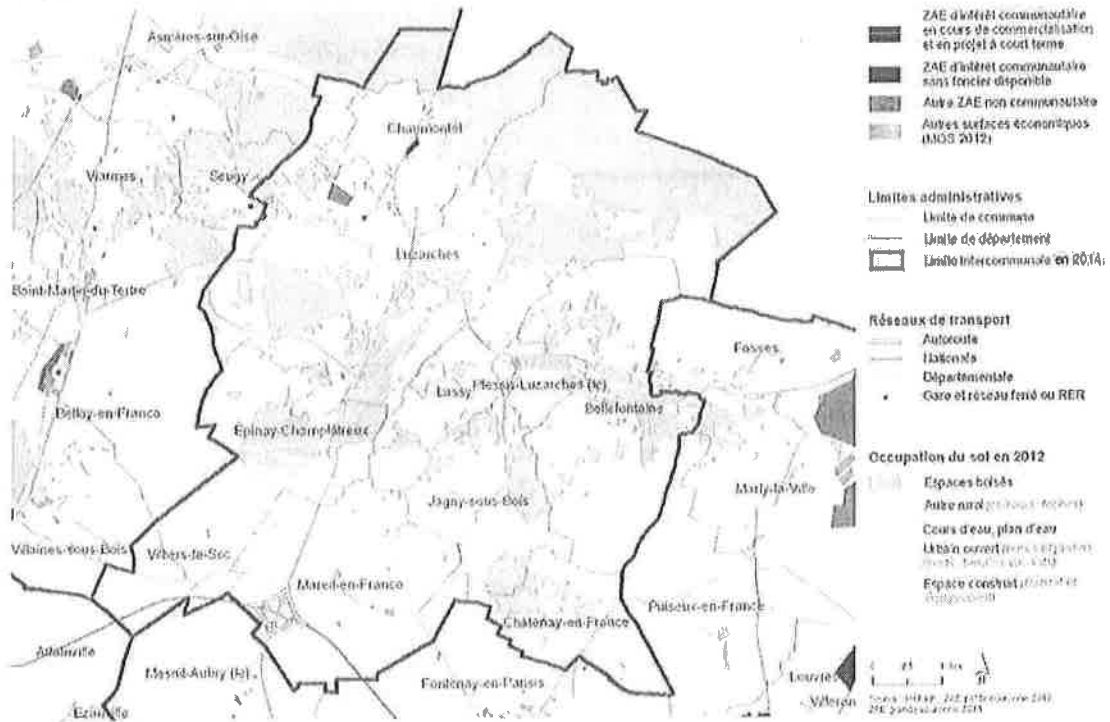 Asnières-sur-Oise
Chaumontel
Viarmes
Seugy
Luzarches
Saint-Martin-du-Tertre
Fosses
Lassy
Plessis-Luzarches (le)
Bellefontaine
Belloy-en-France
Épinay-Champlâtreux
Jagny-sous-Bois
Marly-la-Ville
Villaines-sous-Bois
Villiers-le-Sec
Mareil-en-France
Puiseux-en-France
Châtenay-en-France
Attainville
Mesnil-Aubry (le)
Fontenay-en-Parisis
Louvres
Villeron
Ézanville
ZAE d'intérêt communautaire
en cours de commercialisation
et en projet à court terme
ZAE d'intérêt communautaire
sans foncier disponible
Autre ZAE non communautaire
Autres surfaces économiques
(MOS 2012)
Limites administratives
Limite de commune
Limite de département
Limite Intercommunale en 2014
Réseaux de transport
Autoroute
Nationale
Départementale
Gare et réseau ferré ou RER
Occupation du sol en 2012
Espaces boisés
Autre rural
Cours d'eau, plan d'eau
Urbain ouvert
Espace construit